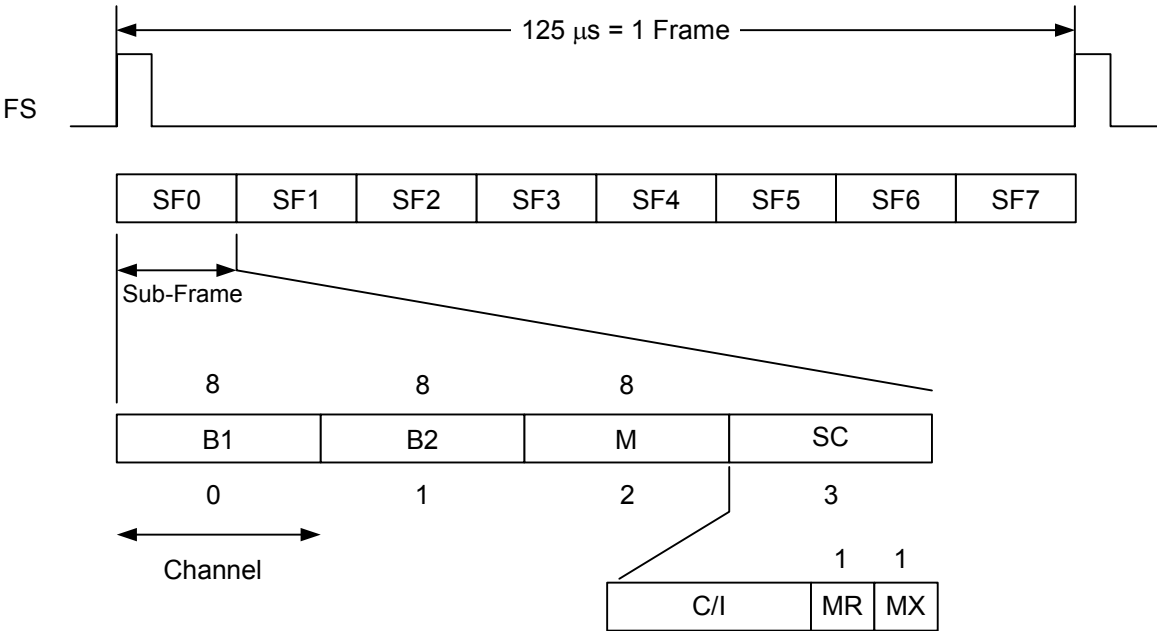 125 μs = 1 Frame
FS
SF0 SF1 SF2 SF3 SF4 SF5 SF6 SF7
Sub-Frame
8 8 8
B1 B2 M SC
0 1 2 3
Channel
1 1
C/I MR MX